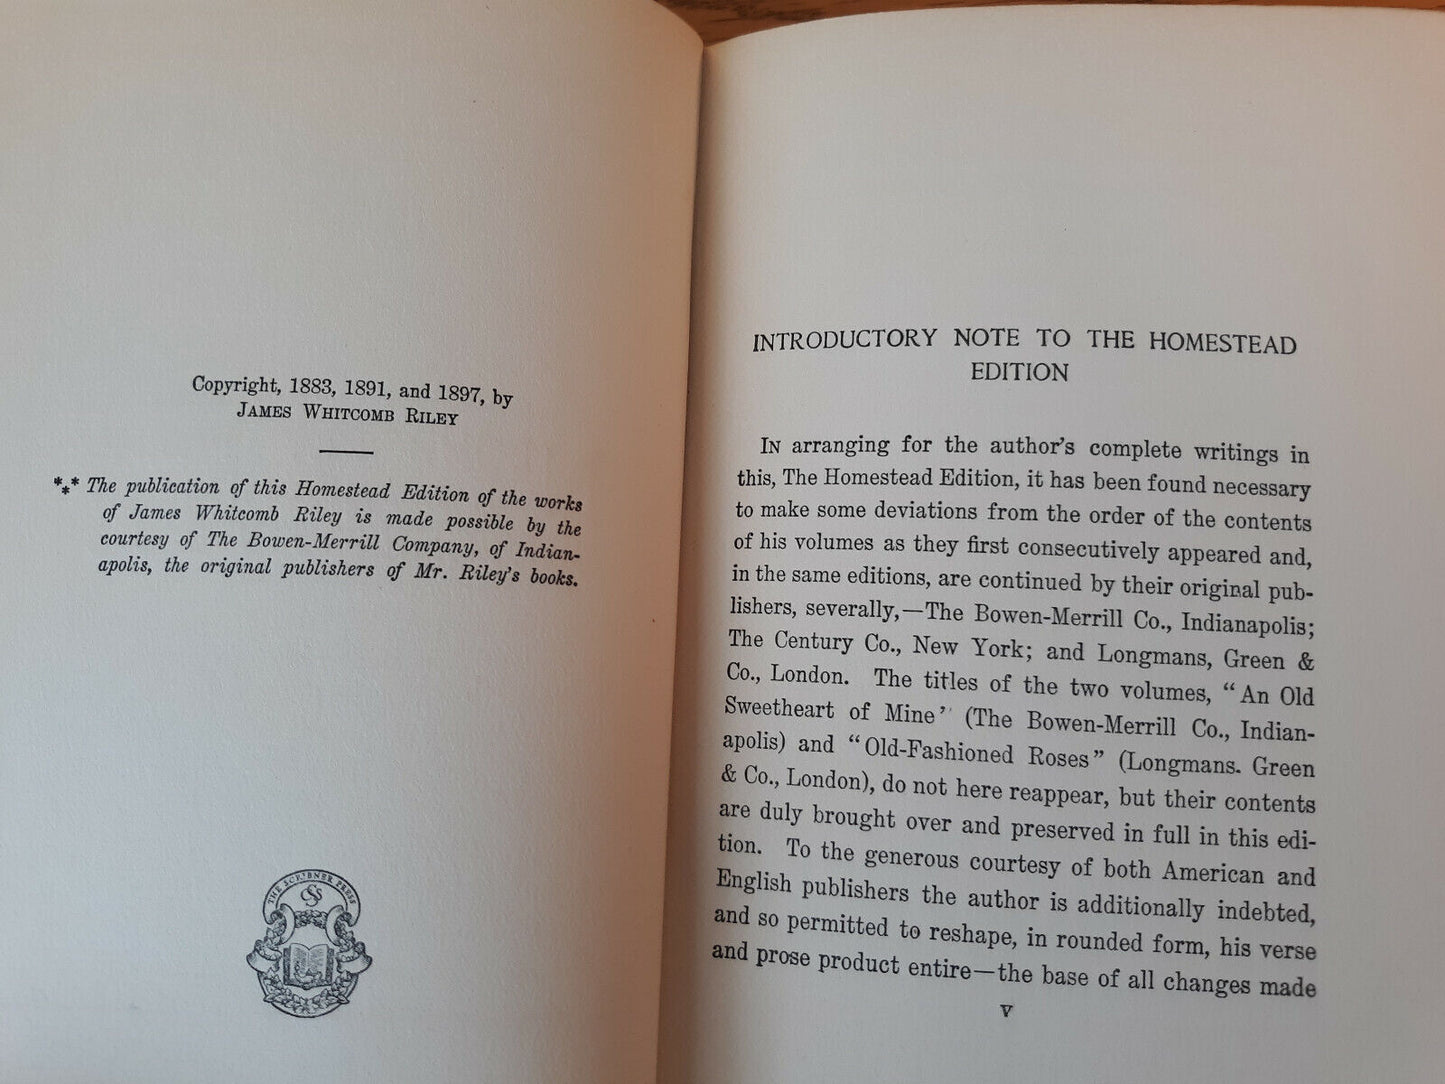 Copyright, 1883, 1891, and 1897, by
JAMES WHITCOMB RILEY
*** The publication of this Homestead Edition of the works
of James Whitcomb Riley is made possible by the
courtesy of The Bowen-Merrill Company, of Indian-
apolis, the original publishers of Mr. Riley's books.
THE SCRIBNER PRESS
INTRODUCTORY NOTE TO THE HOMESTEAD
EDITION
IN arranging for the author's complete writings in
this, The Homestead Edition, it has been found necessary
to make some deviations from the order of the contents
of his volumes as they first consecutively appeared and,
in the same editions, are continued by their original pub-
lishers, severally,—The Bowen-Merrill Co., Indianapolis;
The Century Co., New York; and Longmans, Green &
Co., London. The titles of the two volumes, "An Old
Sweetheart of Mine" (The Bowen-Merrill Co., Indian-
apolis) and "Old-Fashioned Roses" (Longmans. Green
& Co., London), do not here reappear, but their contents
are duly brought over and preserved in full in this edi-
tion. To the generous courtesy of both American and
English publishers the author is additionally indebted,
and so permitted to reshape, in rounded form, his verse
and prose product entire—the base of all changes made
v